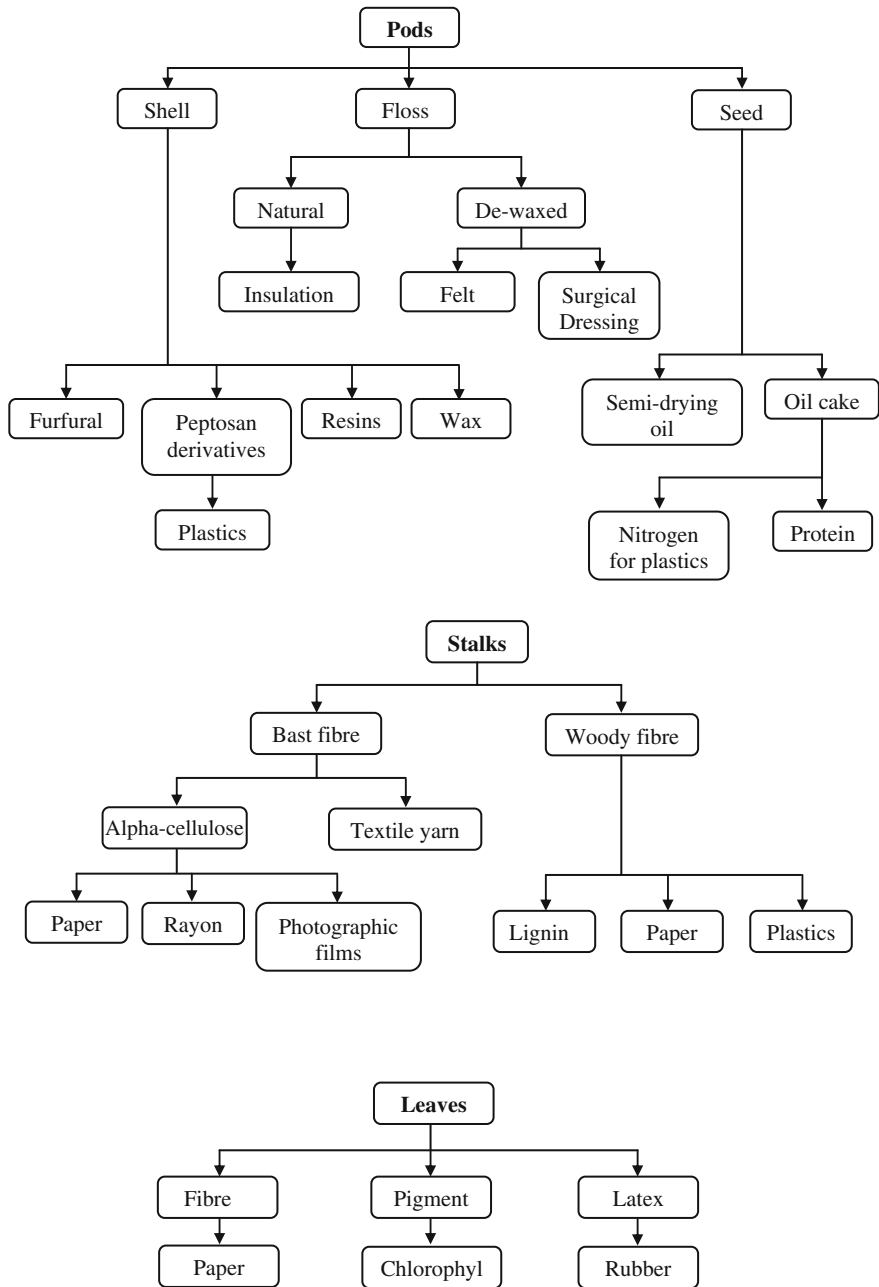 Pods
Shell
Floss
Seed
Natural
De-waxed
Insulation
Felt
Surgical
Dressing
Furfural
Peptosan
derivatives
Resins
Wax
Semi-drying
oil
Oil cake
Plastics
Nitrogen
for plastics
Protein
Stalks
Bast fibre
Woody fibre
Alpha-cellulose
Textile yarn
Paper
Rayon
Photographic
films
Lignin
Paper
Plastics
Leaves
Fibre
Pigment
Latex
Paper
Chlorophyl
Rubber